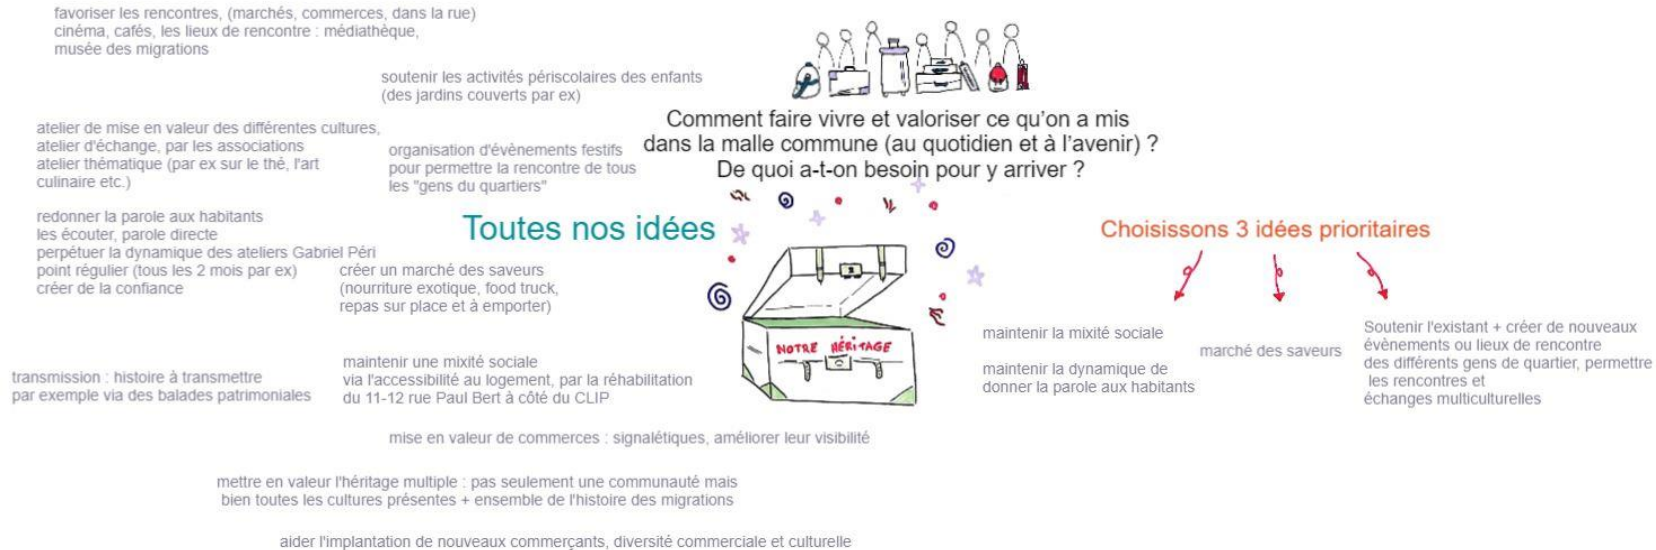 favoriser les rencontres, (marchés, commerces, dans la rue)
cinéma, cafés, les lieux de rencontre : médiathèque,
musée des migrations
soutenir les activités périscolaires des enfants
(des jardins couverts par ex)
Comment faire vivre et valoriser ce qu'on a mis
dans la malle commune (au quotidien et à l'avenir) ?
De quoi a-t-on besoin pour y arriver ?
atelier de mise en valeur des différentes cultures,
atelier d'échange, par les associations
atelier thématique (par ex sur le thé, l'art
culinaire etc.)
organisation d'évènements festifs
pour permettre la rencontre de tous
les "gens du quartiers"
Toutes nos idées
redonner la parole aux habitants
les écouter, parole directe
perpétuer la dynamique des ateliers Gabriel Péri
point régulier (tous les 2 mois par ex)
créer de la confiance
créer un marché des saveurs
(nourriture exotique, food truck,
repas sur place et à emporter)
NOTRE HÉRITAGE
transmission : histoire à transmettre
par exemple via des balades patrimoniales
maintenir une mixité sociale
via l'accessibilité au logement, par la réhabilitation
du 11-12 rue Paul Bert à côté du CLIP
mise en valeur de commerces : signalétiques, améliorer leur visibilité
mettre en valeur l'héritage multiple : pas seulement une communauté mais
bien toutes les cultures présentes + ensemble de l'histoire des migrations
aider l'implantation de nouveaux commerçants, diversité commerciale et culturelle
Choisissons 3 idées prioritaires
maintenir la mixité sociale
maintenir la dynamique de
donner la parole aux habitants
marché des saveurs
Soutenir l'existant + créer de nouveaux
évènements ou lieux de rencontre
des différents gens de quartier, permettre
les rencontres et
échanges multiculturelles